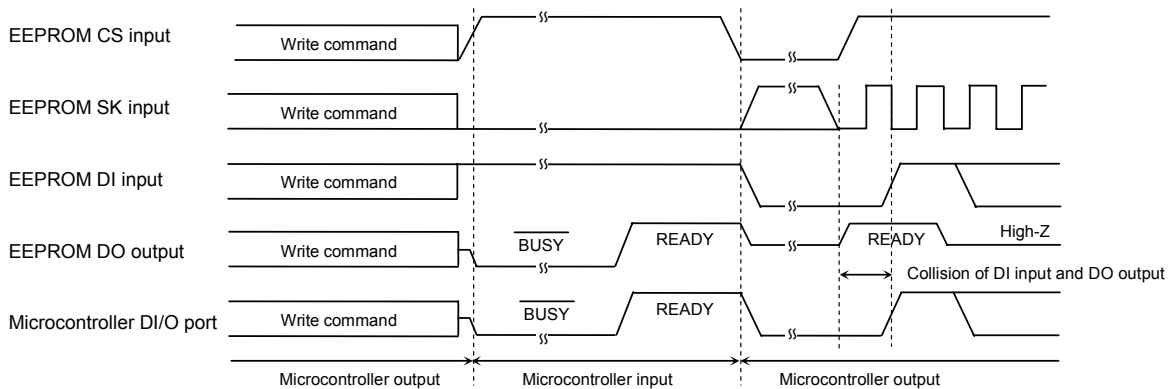 EEPROM CS input
Write command
EEPROM SK input
Write command
EEPROM DI input
Write command
EEPROM DO output
Write command
BUSY
READY
READY
High-Z
Collision of DI input and DO output
Microcontroller DI/O port
Write command
BUSY
READY
Microcontroller output
Microcontroller input
Microcontroller output